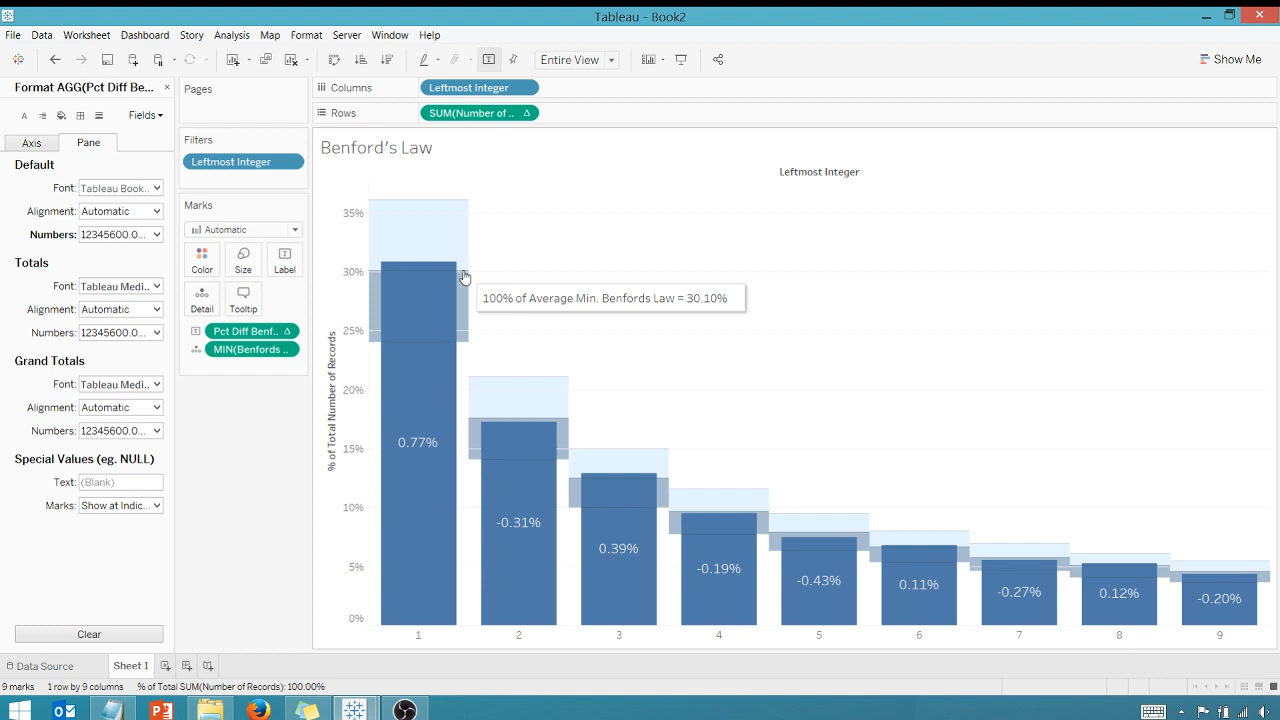 Tableau - Book2
File Data Worksheet Dashboard Story Analysis Map Format Server Window Help
Entire View
Show Me
Format AGG(Pct Diff Be... ×
Fields
Axis Pane
Default
Font: Tableau Book..
Alignment: Automatic
Numbers: 12345600.0...
Totals
Font: Tableau Medi..
Alignment: Automatic
Numbers: 12345600.0...
Grand Totals
Font: Tableau Medi..
Alignment: Automatic
Numbers: 12345600.0...
Special Values (eg. NULL)
Text: (Blank)
Marks: Show at Indic...
Clear
Pages
Filters
Leftmost Integer
Marks
Automatic
Color Size Label
Detail Tooltip
Pct Diff Benf.. Δ
MIN(Benfords ..
Columns Leftmost Integer
Rows SUM(Number of .. Δ
Benford's Law
Leftmost Integer
% of Total Number of Records
35%
30%
25%
20%
15%
10%
5%
0%
100% of Average Min. Benfords Law = 30.10%
0.77%
-0.31%
0.39%
-0.19%
-0.43%
0.11%
-0.27%
0.12%
-0.20%
1 2 3 4 5 6 7 8 9
Data Source Sheet 1
9 marks 1 row by 9 columns % of Total SUM(Number of Records): 100.00%